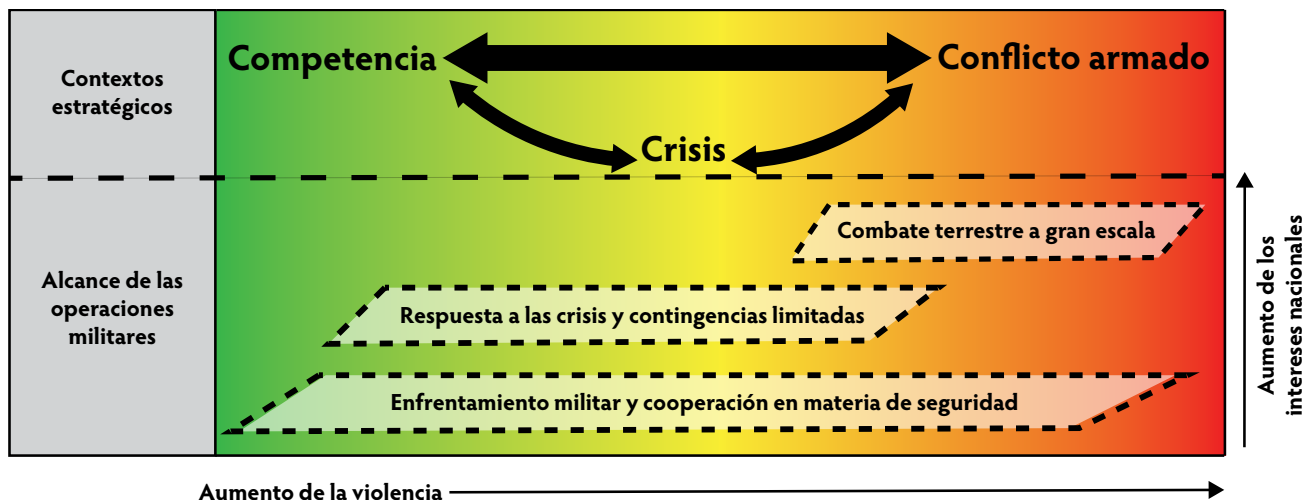 Contextos
estratégicos
Competencia
Conflicto armado
Crisis
Alcance de las
operaciones
militares
Combate terrestre a gran escala
Respuesta a las crisis y contingencias limitadas
Enfrentamiento militar y cooperación en materia de seguridad
Aumento de los
intereses nacionales
Aumento de la violencia